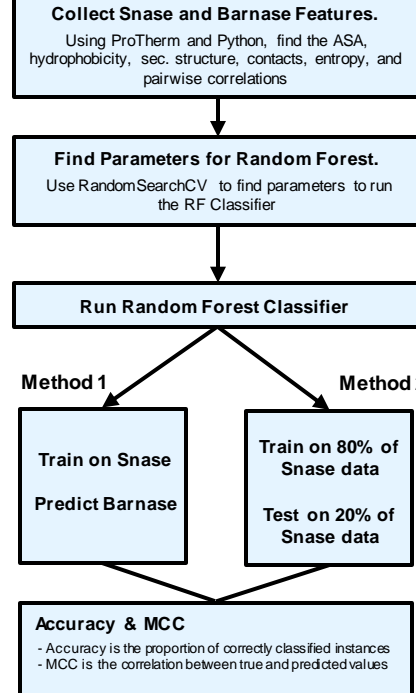 Collect Snase and Barnase Features.
Using ProTherm and Python, find the ASA,
hydrophobicity, sec. structure, contacts, entropy, and
pairwise correlations
Find Parameters for Random Forest.
Use RandomSearchCV to find parameters to run
the RF Classifier
Run Random Forest Classifier
Method 1
Method 2
Train on Snase
Predict Barnase
Train on 80% of
Snase data
Test on 20% of
Snase data
Accuracy & MCC
- Accuracy is the proportion of correctly classified instances
- MCC is the correlation between true and predicted values